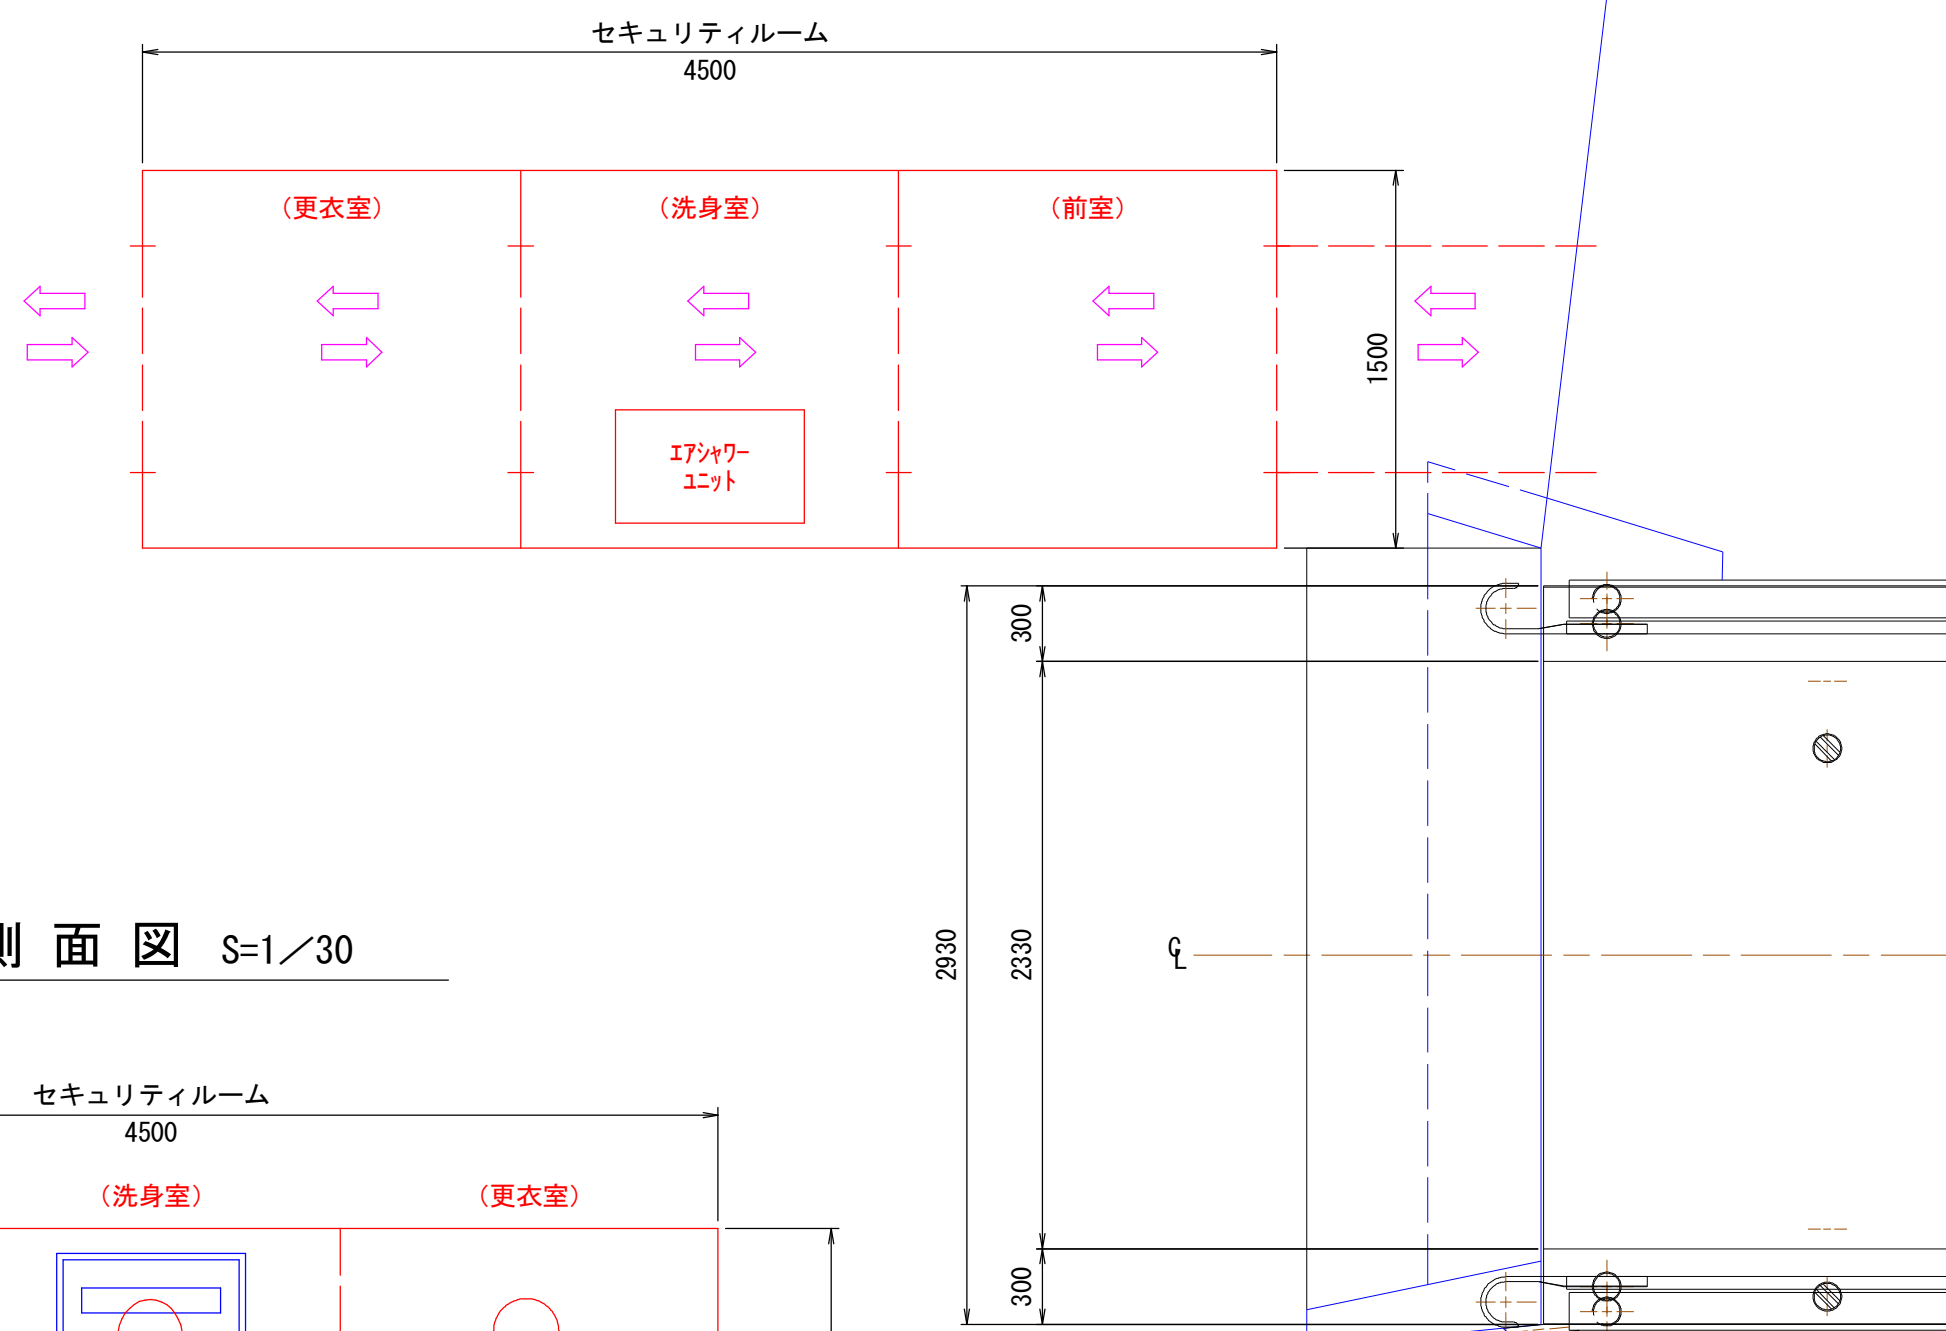 セキュリティルーム
4500
(更衣室)
(洗身室)
(前室)
1500
エアシャワー
ユニット
300
2930
2330
℄
側面図 S=1/30
300
セキュリティルーム
4500
(洗身室)
(更衣室)